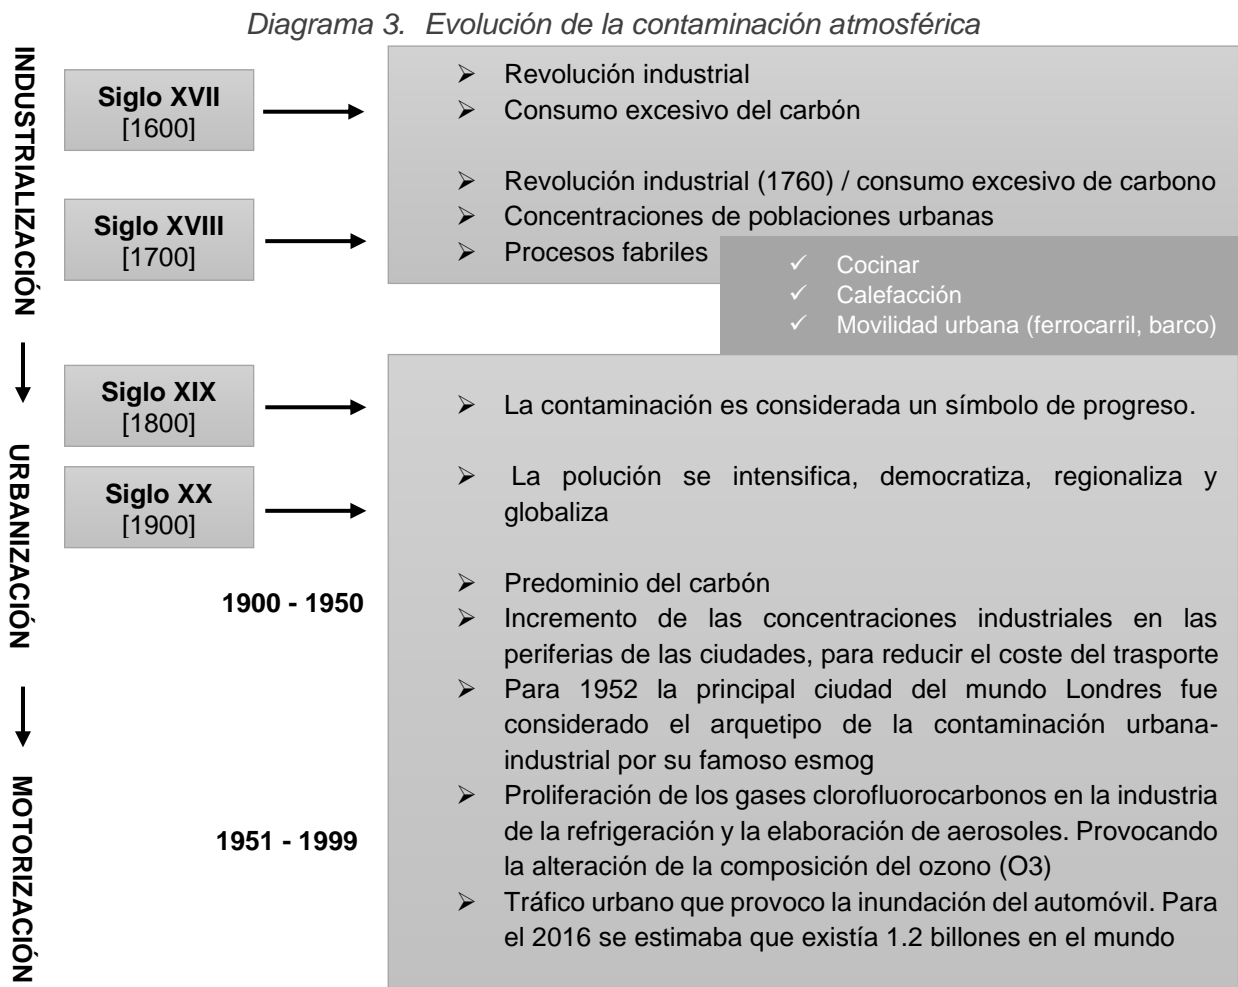 Diagrama 3. Evolución de la contaminación atmosférica
INDUSTRIALIZACIÓN
URBANIZACIÓN
MOTORIZACIÓN
Siglo XVII
[1600]
➢ Revolución industrial
➢ Consumo excesivo del carbón
Siglo XVIII
[1700]
➢ Revolución industrial (1760) / consumo excesivo de carbono
➢ Concentraciones de poblaciones urbanas
➢ Procesos fabriles
✓ Cocinar
✓ Calefacción
✓ Movilidad urbana (ferrocarril, barco)
Siglo XIX
[1800]
➢ La contaminación es considerada un símbolo de progreso.
Siglo XX
[1900]
➢ La polución se intensifica, democratiza, regionaliza y
globaliza
1900 - 1950
➢ Predominio del carbón
➢ Incremento de las concentraciones industriales en las
periferias de las ciudades, para reducir el coste del trasporte
➢ Para 1952 la principal ciudad del mundo Londres fue
considerado el arquetipo de la contaminación urbana-
industrial por su famoso esmog
1951 - 1999
➢ Proliferación de los gases clorofluorocarbonos en la industria
de la refrigeración y la elaboración de aerosoles. Provocando
la alteración de la composición del ozono (O3)
➢ Tráfico urbano que provoco la inundación del automóvil. Para
el 2016 se estimaba que existía 1.2 billones en el mundo